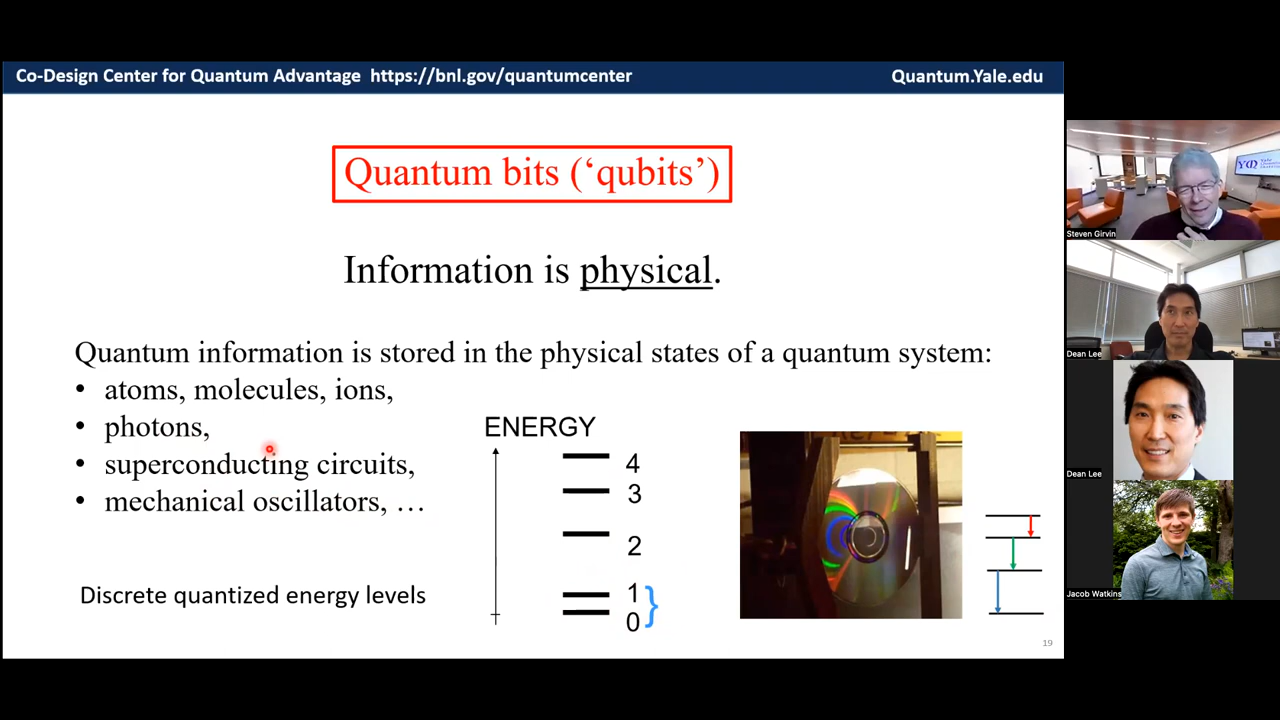 Co-Design Center for Quantum Advantage https://bnl.gov/quantumcenter
Quantum.Yale.edu
Quantum bits (‘qubits’)
Information is physical.
Quantum information is stored in the physical states of a quantum system:
• atoms, molecules, ions,
• photons,
• superconducting circuits,
• mechanical oscillators, …
Discrete quantized energy levels
ENERGY
4
3
2
1
0
}
19
Steven Girvin
Dean Lee
Dean Lee
Jacob Watkins